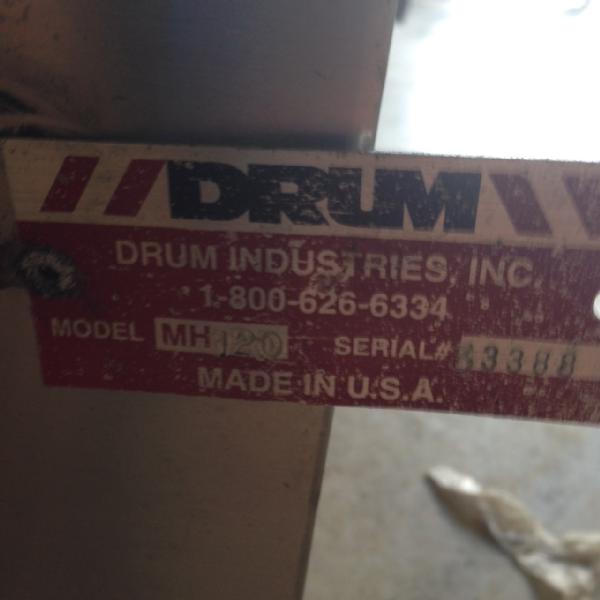 DRUM
DRUM INDUSTRIES, INC.
1-800-626-6334
MODEL MH120 SERIAL# 33388
MADE IN U.S.A.